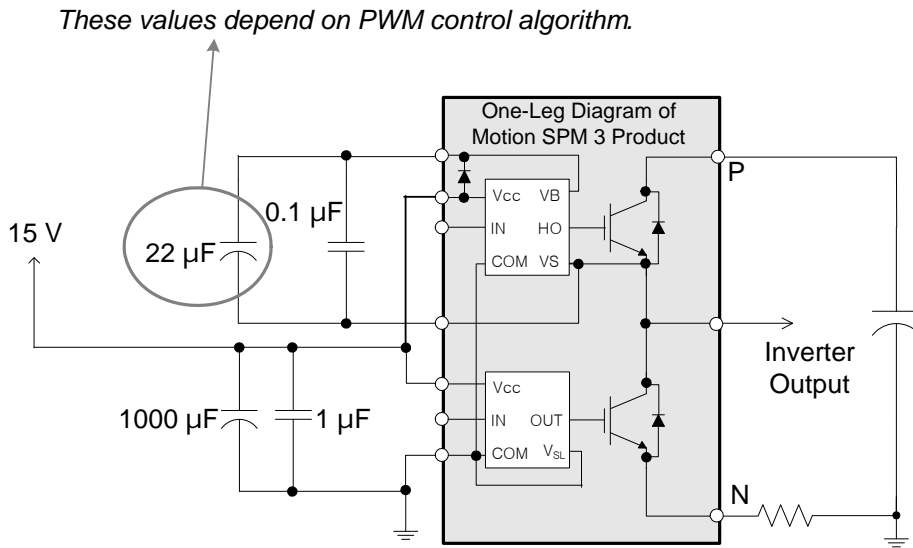 These values depend on PWM control algorithm.
One-Leg Diagram of
Motion SPM 3 Product
P
Vcc VB
0.1 µF
IN HO
15 V
22 µF
COM VS
Inverter
Output
Vcc
1000 µF
1 µF
IN OUT
COM VSL
N